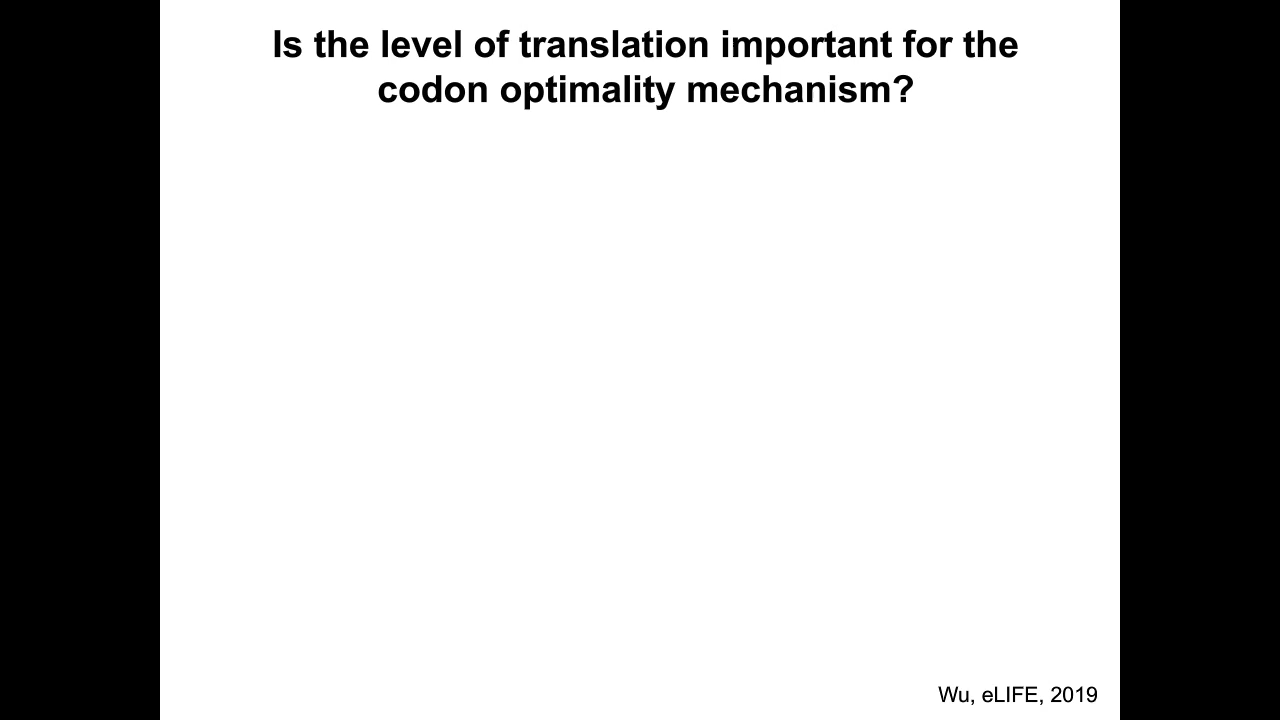 Is the level of translation important for the
codon optimality mechanism?
Wu, eLIFE, 2019